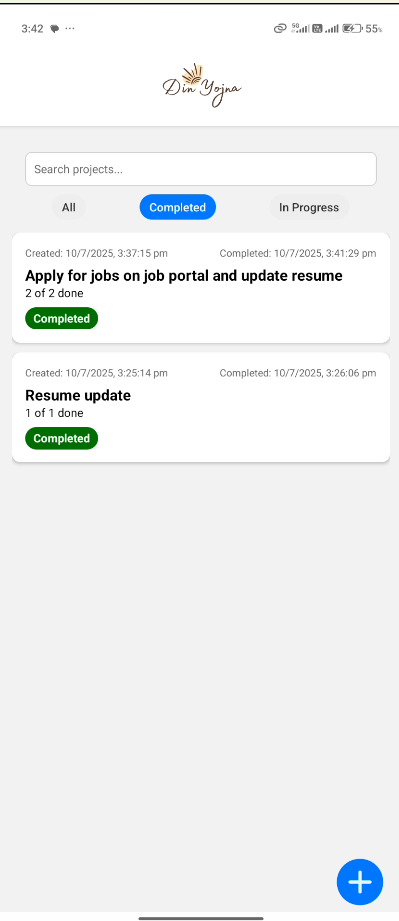 3:42 ... 5G 55%
Din Yojna
Search projects...
All Completed In Progress
Created: 10/7/2025, 3:37:15 pm Completed: 10/7/2025, 3:41:29 pm
Apply for jobs on job portal and update resume
2 of 2 done
Completed
Created: 10/7/2025, 3:25:14 pm Completed: 10/7/2025, 3:26:06 pm
Resume update
1 of 1 done
Completed